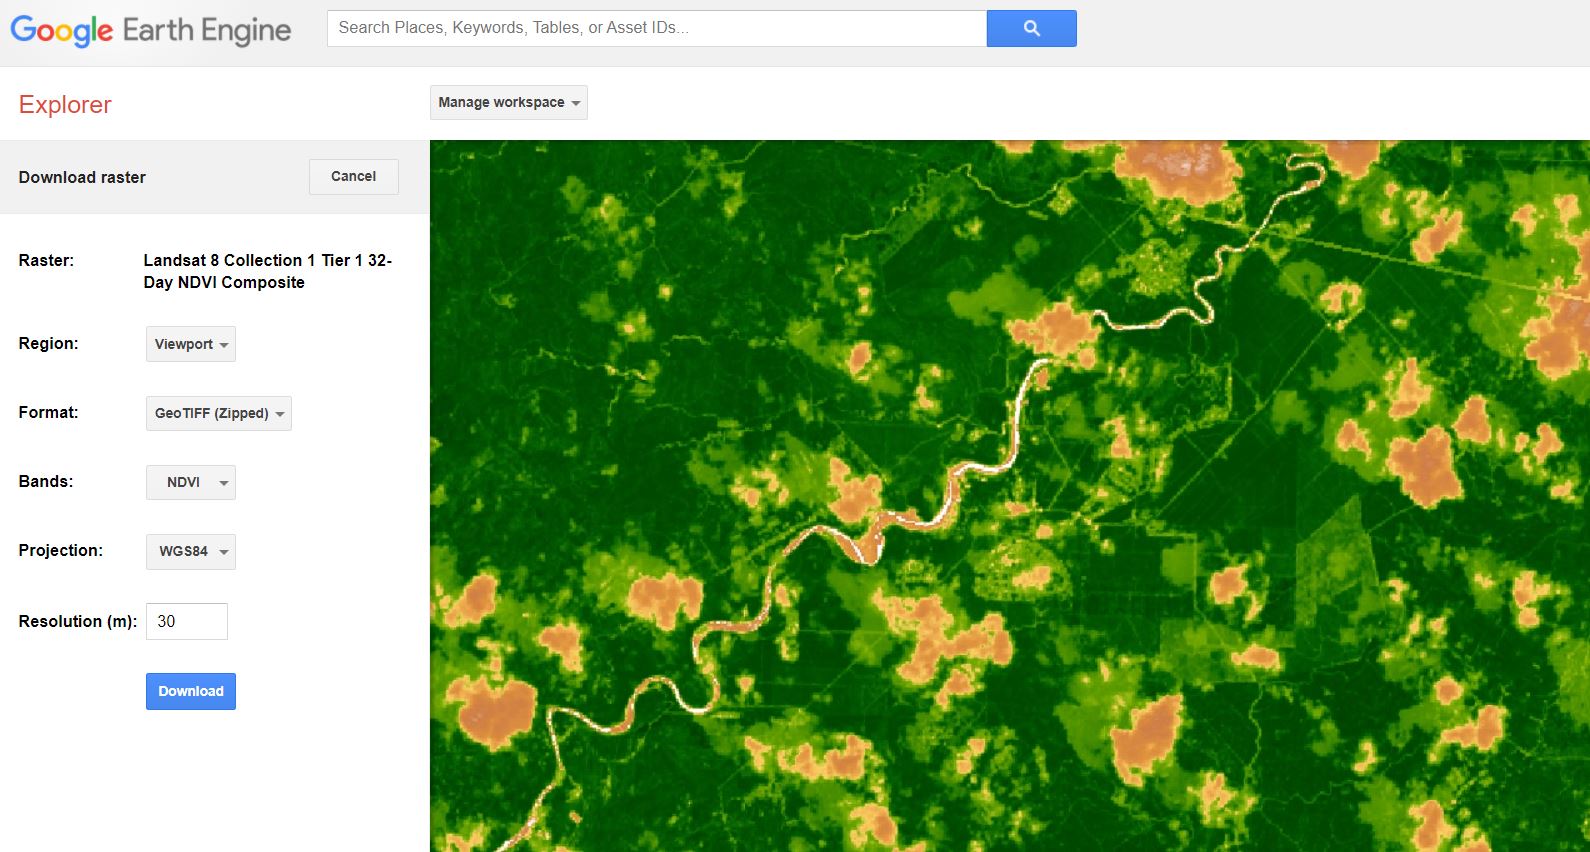 Google Earth Engine
Search Places, Keywords, Tables, or Asset IDs...
Explorer
Manage workspace
Download raster
Cancel
Raster:
Landsat 8 Collection 1 Tier 1 32-
Day NDVI Composite
Region:
Viewport
Format:
GeoTIFF (Zipped)
Bands:
NDVI
Projection:
WGS84
Resolution (m):
30
Download